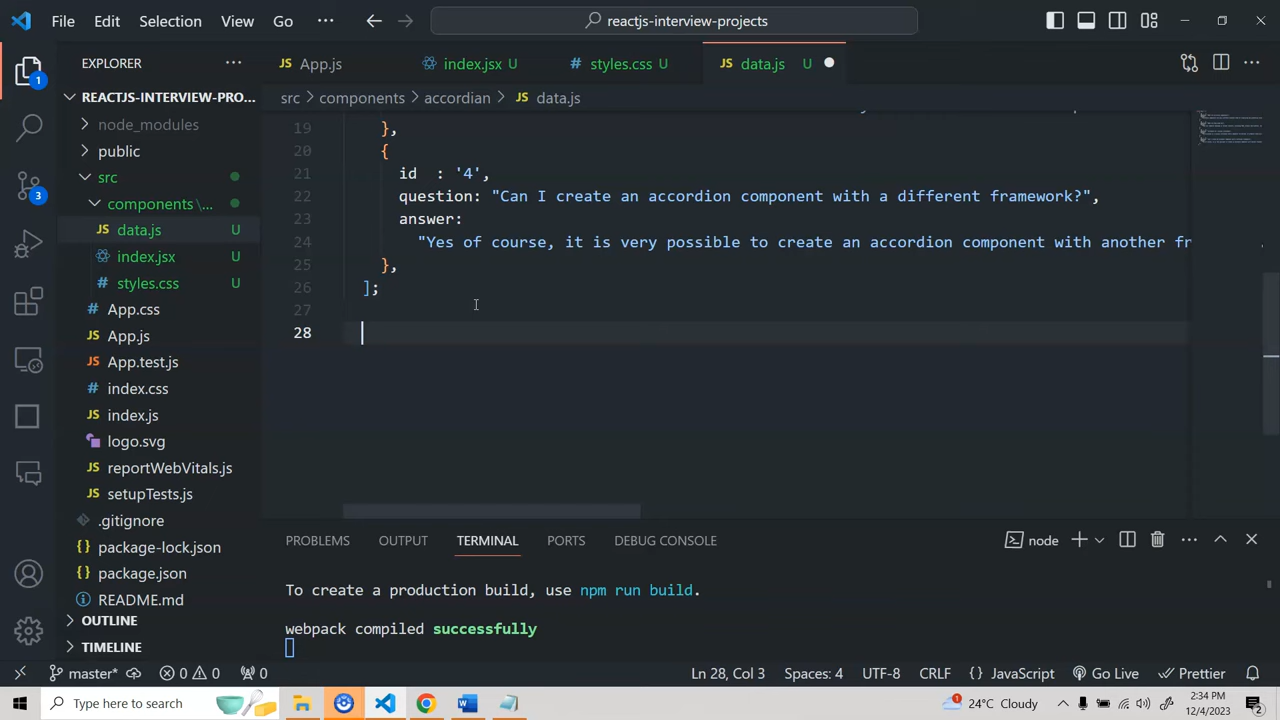 File Edit Selection View Go ··· reactjs-interview-projects
EXPLORER ···
App.js index.jsx U styles.css U data.js U
src > components > accordian > data.js
REACTJS-INTERVIEW-PRO...
node_modules
public
src
components \...
data.js U
index.jsx U
styles.css U
App.css
App.js
App.test.js
index.css
index.js
logo.svg
reportWebVitals.js
setupTests.js
.gitignore
package-lock.json
package.json
README.md
OUTLINE
TIMELINE
1
3
19 },
20 {
21 id : '4',
22 question: "Can I create an accordion component with a different framework?",
23 answer:
24 "Yes of course, it is very possible to create an accordion component with another fr
25 },
26 ];
27
28
PROBLEMS OUTPUT TERMINAL PORTS DEBUG CONSOLE node
To create a production build, use npm run build.
webpack compiled successfully
master* 0 0 0 Ln 28, Col 3 Spaces: 4 UTF-8 CRLF {} JavaScript Go Live Prettier
Type here to search 1 24°C Cloudy 2:34 PM
12/4/2023 2